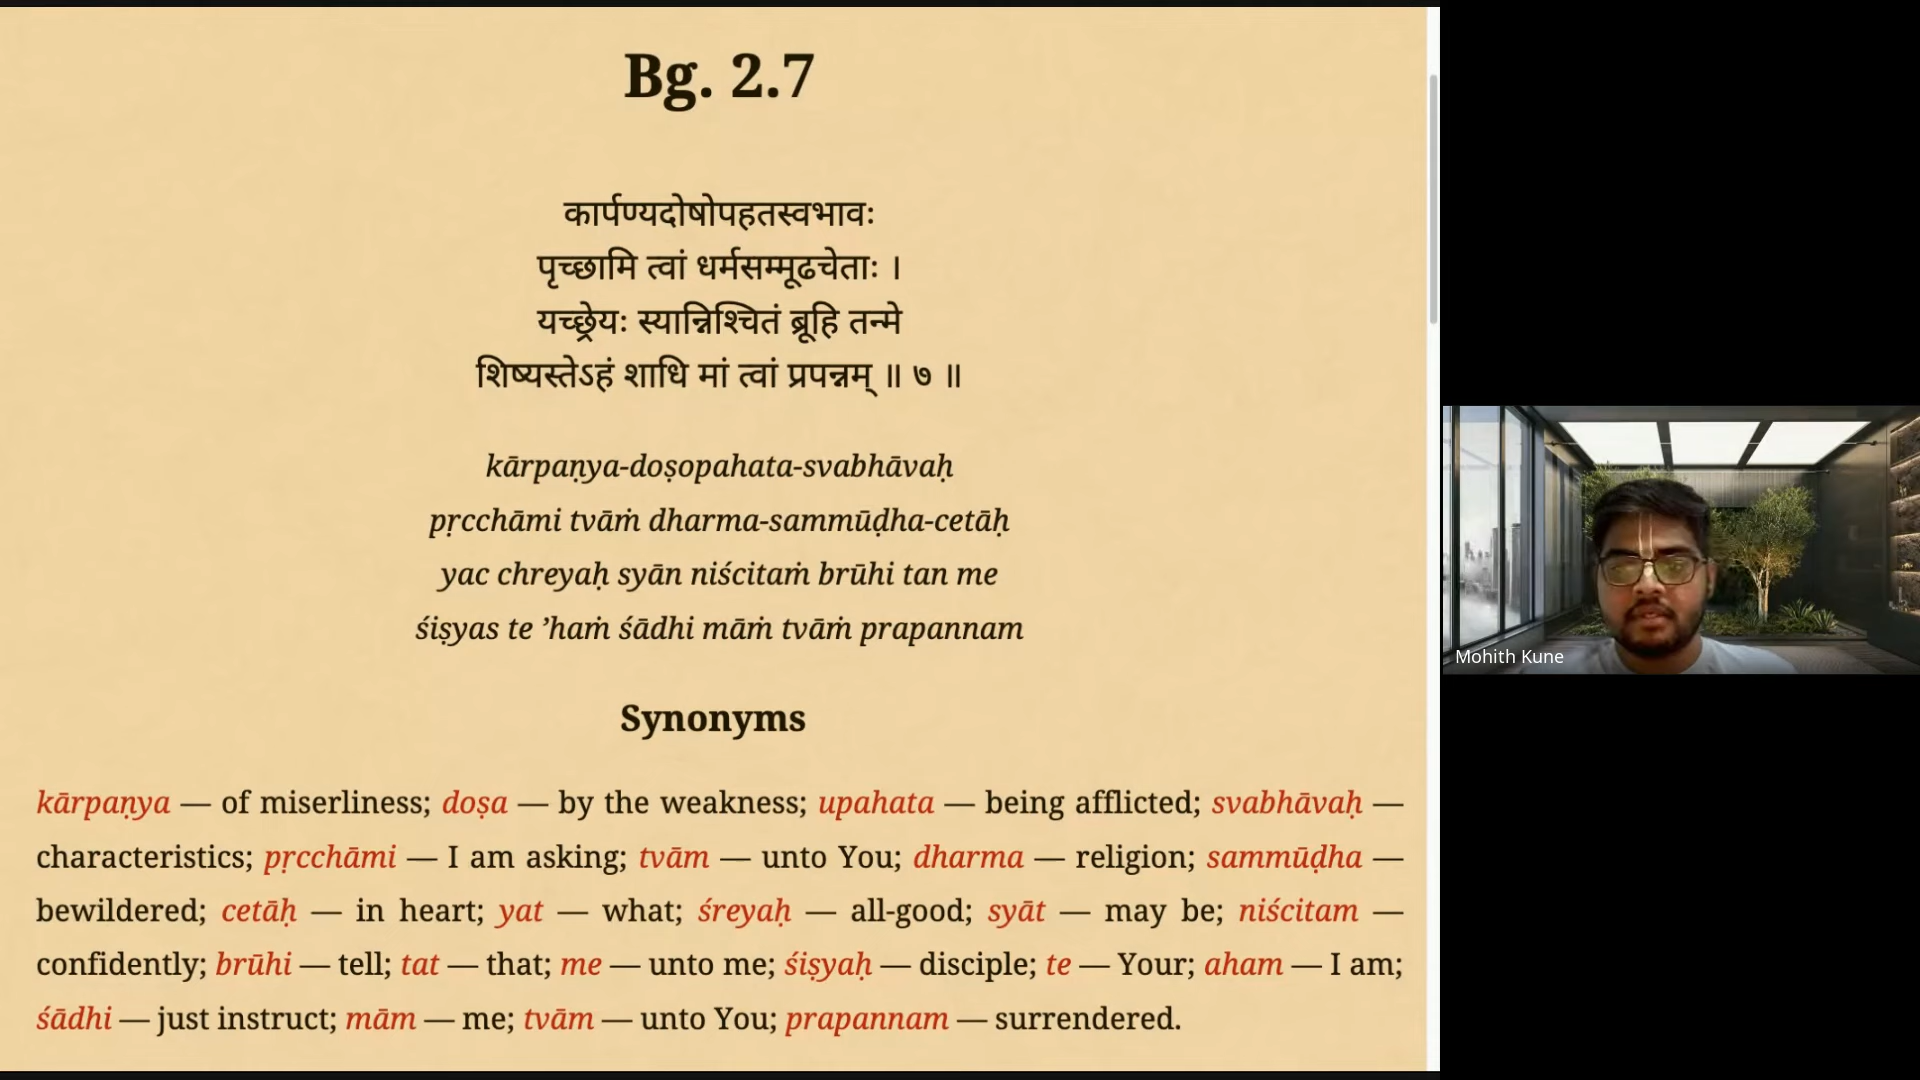 Bg. 2.7
कार्पण्यदोषोपहतस्वभावः
पृच्छामि त्वां धर्मसम्मूढचेताः ।
यच्छ्रेयः स्यान्निश्चितं ब्रूहि तन्मे
शिष्यस्तेऽहं शाधि मां त्वां प्रपन्नम् ॥ ७ ॥
kārpaṇya-doṣopahata-svabhāvaḥ
pṛcchāmi tvāṁ dharma-sammūḍha-cetāḥ
yac chreyaḥ syān niścitaṁ brūhi tan me
śiṣyas te ’haṁ śādhi māṁ tvāṁ prapannam
Synonyms
kārpaṇya — of miserliness; doṣa — by the weakness; upahata — being afflicted; svabhāvaḥ —
characteristics; pṛcchāmi — I am asking; tvām — unto You; dharma — religion; sammūḍha —
bewildered; cetāḥ — in heart; yat — what; śreyaḥ — all-good; syāt — may be; niścitam —
confidently; brūhi — tell; tat — that; me — unto me; śiṣyaḥ — disciple; te — Your; aham — I am;
śādhi — just instruct; mām — me; tvām — unto You; prapannam — surrendered.
Mohith Kune